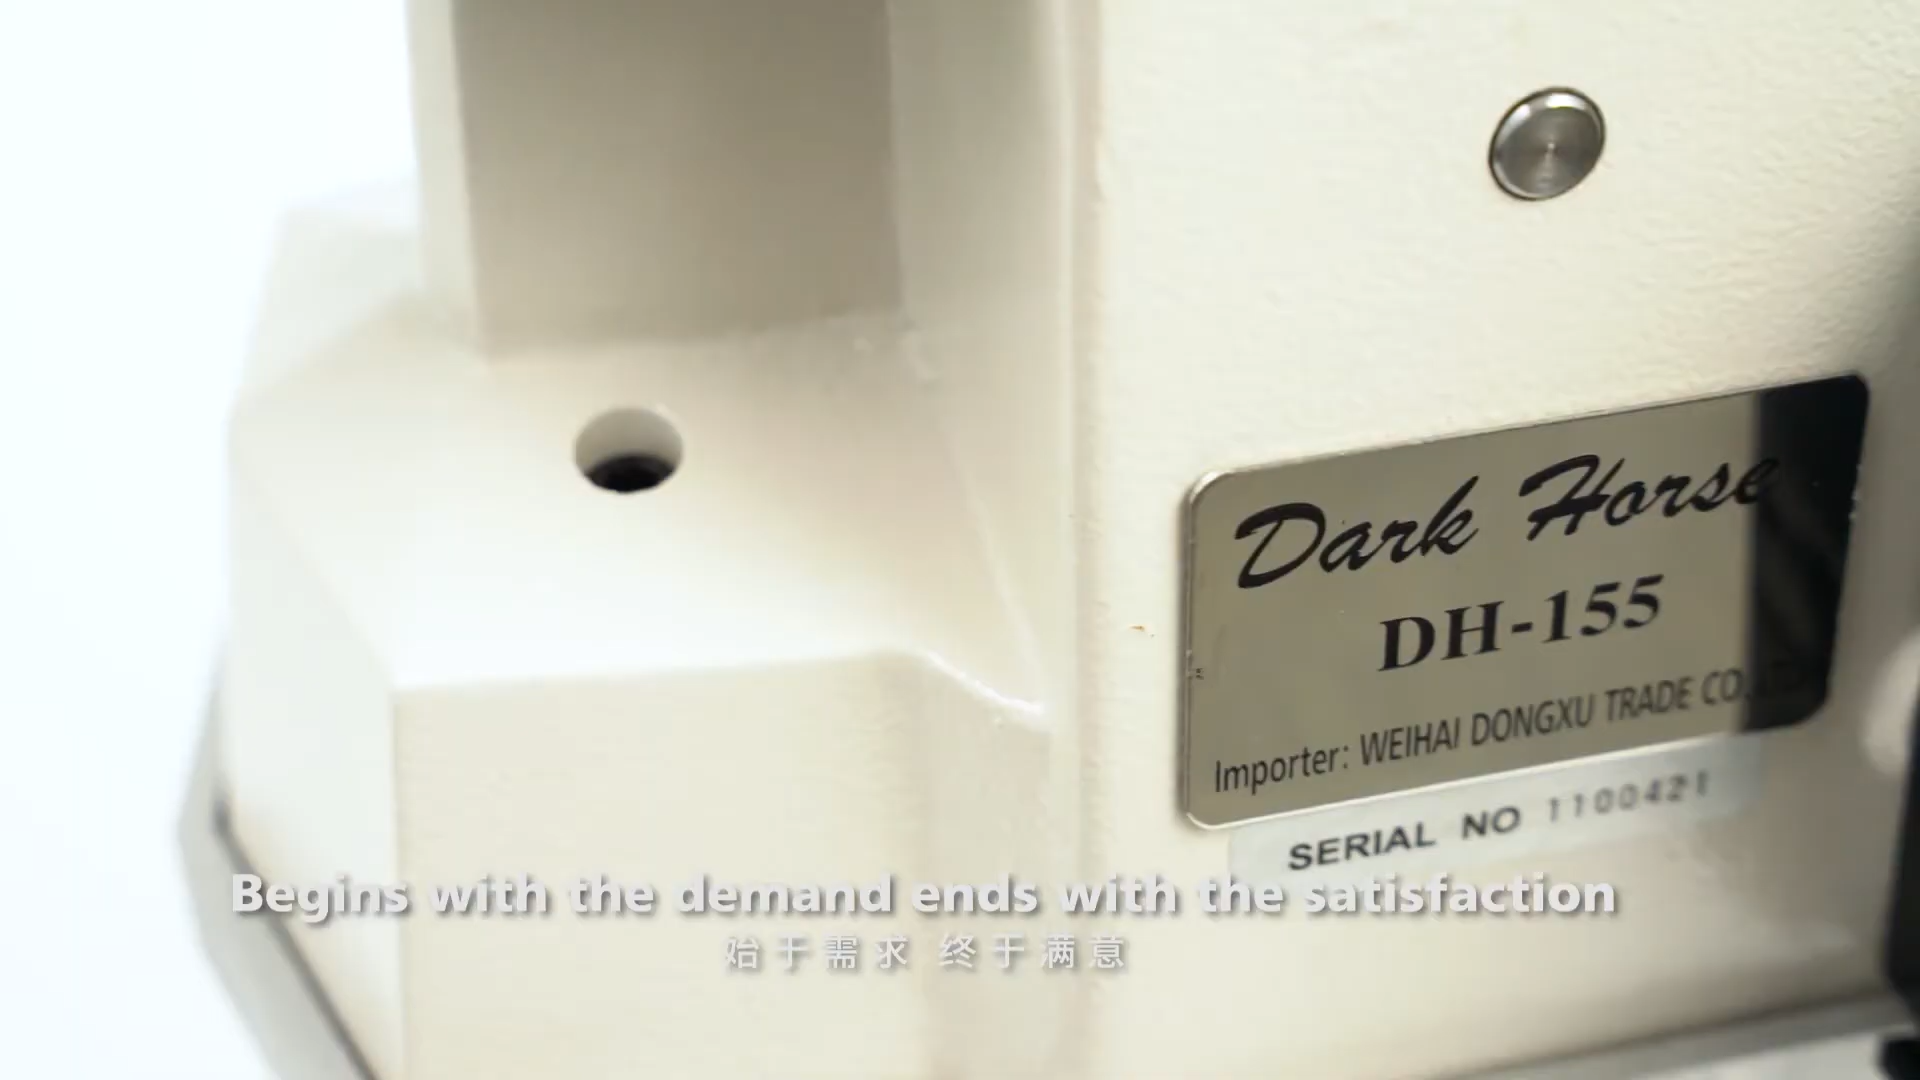 Dark Horse
DH-155
Importer: WEIHAI DONGXU TRADE CO.
SERIAL NO 1100421
Begins with the demand ends with the satisfaction
始于需求 终于满意